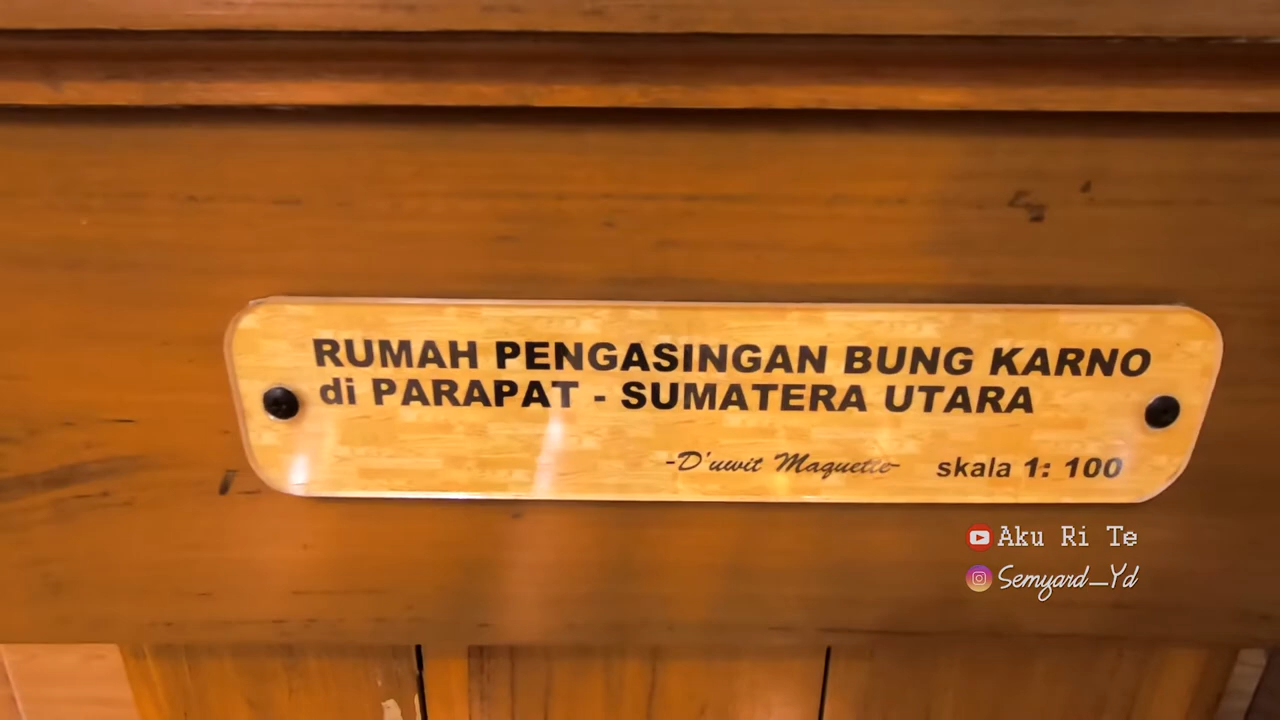 RUMAH PENGASINGAN BUNG KARNO
di PARAPAT - SUMATERA UTARA
-D'uwit Maquette-
skala 1: 100
Aku Ri Te
Semyard_Yd